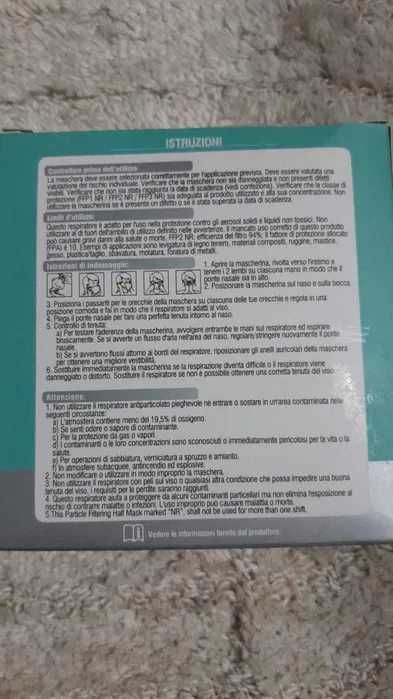 ISTRUZIONI
Controllare prima dell'utilizzo
La maschera deve essere selezionata correttamente per l'applicazione prevista. Deve essere valutata una
valutazione del rischio individuale. Verificare che la maschera non sia danneggiata e non presenti difetti
visibili. Verificare che non sia stata raggiunta la data di scadenza (vedi confezione). Verificare che la classe di
protezione (FFP1 NR / FFP2 NR / FFP3 NR) sia adeguata al prodotto utilizzato e alla sua concentrazione. Non
utilizzare la mascherina se è presente un difetto o se è stata superata la data di scadenza.
Limiti d'utilizzo:
Questo respiratore è adatto per l'uso nella protezione contro gli aerosol solidi e liquidi non tossici. Non
utilizzare al di fuori dell'ambito di utilizzo definito nelle avvertenze. Il mancato uso corretto di questo prodotto
può causare gravi danni alla salute o morte. FFP2 NR: efficienza del filtro 94%. Il fattore di protezione
(FPA) è 10. Esempi di applicazioni sono levigatura di legno tenero, materiali compositi, ruggine, mastice,
gesso, plastica/taglio, sbavatura, molatura, foratura di metalli.
Istruzioni di indossaggio:
1. Aprire la mascherina, rivolta verso l'interno e
tenere i 2 lembi su ciascuna mano in modo che il
ponte nasale sia in alto.
2. Posizionare la mascherina sul naso e sulla bocca.
3. Posiziona i passanti per le orecchie della maschera su ciascuna delle tue orecchie e regola in una
posizione comoda e fai in modo che il respiratore si adatti al viso.
4. Piega il ponte nasale per una perfetta tenuta intorno al naso.
5. Controllo di tenuta:
a) Per testare l'aderenza della mascherina, avvolgere entrambe le mani sul respiratore ed espirare
bruscamente. Se si avverte un flusso d'aria nell'area del naso, regolare/stringere nuovamente il ponte
nasale.
b) Se si avvertono flussi attorno ai bordi del respiratore, riposizionare gli anelli auricolari della maschera
per ottenere una migliore vestibilità.
6. Sostituire immediatamente la maschera se la respirazione diventa difficile o il respiratore viene
danneggiato o distorto. Sostituire il respiratore se non è possibile ottenere una corretta tenuta del viso.
Attenzione:
1. Non utilizzare il respiratore antiparticolato pieghevole né entrare o sostare in un'area contaminata nelle
seguenti circostanze:
a) L'atmosfera contiene meno del 19,5% di ossigeno.
b) Se senti odore o sapore di contaminante.
c) Per la protezione da gas o vapori.
d) I contaminanti o le loro concentrazioni sono sconosciuti o immediatamente pericolosi per la vita o la
salute.
e) Per operazioni di sabbiatura, verniciatura a spruzzo e amianto.
f) In atmosfere subacquee, antincendio ed esplosive.
2. Non modificare o utilizzare in modo improprio la maschera.
3. Non utilizzare il respiratore con peli sul viso o qualsiasi altra condizione che possa impedire una buona
tenuta del viso, i requisiti per le perdite saranno raggiunti.
4. Questo respiratore aiuta a proteggere da alcuni contaminanti particellari ma non elimina l'esposizione al
rischio di contrarre malattie o infezioni. L'uso improprio può causare malattia o morte.
5.This Particle Filtering Half Mask marked "NR", shall not be used for more than one shift.
Vedere le informazioni fornite dal produttore